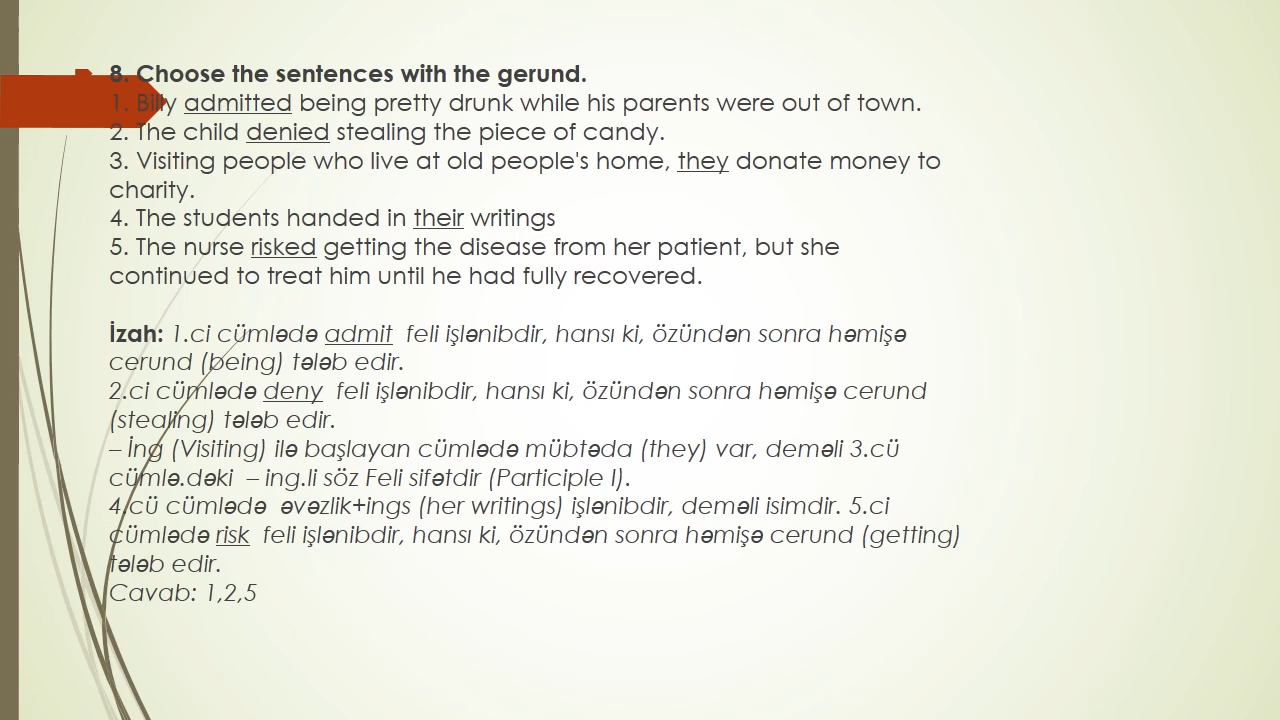 8. Choose the sentences with the gerund.
1. Billy admitted being pretty drunk while his parents were out of town.
2. The child denied stealing the piece of candy.
3. Visiting people who live at old people's home, they donate money to
charity.
4. The students handed in their writings
5. The nurse risked getting the disease from her patient, but she
continued to treat him until he had fully recovered.
İzah: 1.ci cümlədə admit feli işlənibdir, hansı ki, özündən sonra həmişə
cerund (being) tələb edir.
2.ci cümlədə deny feli işlənibdir, hansı ki, özündən sonra həmişə cerund
(stealing) tələb edir.
– İng (Visiting) ilə başlayan cümlədə mübtəda (they) var, deməli 3.cü
cümlə.dəki – ing.li söz Feli sifətdir (Participle I).
4.cü cümlədə əvəzlik+ings (her writings) işlənibdir, deməli isimdir. 5.ci
cümlədə risk feli işlənibdir, hansı ki, özündən sonra həmişə cerund (getting)
tələb edir.
Cavab: 1,2,5